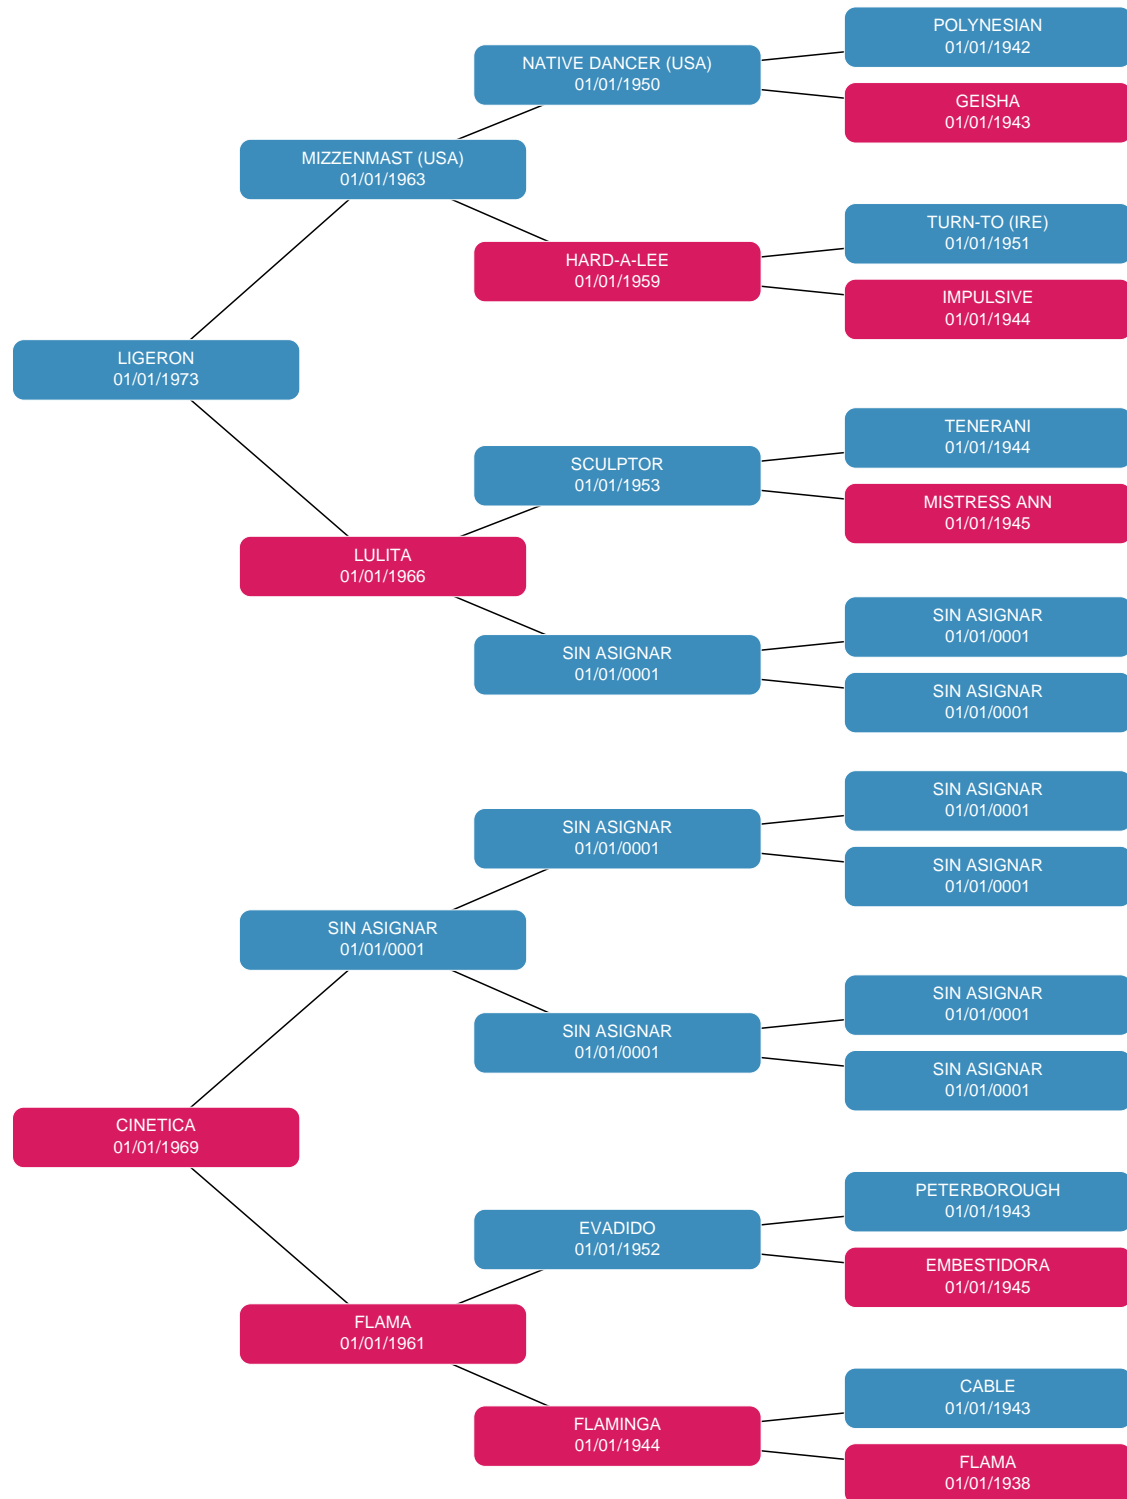 POLYNESIAN
01/01/1942
NATIVE DANCER (USA)
01/01/1950
GEISHA
01/01/1943
MIZZENMAST (USA)
01/01/1963
TURN-TO (IRE)
01/01/1951
HARD-A-LEE
01/01/1959
IMPULSIVE
01/01/1944
LIGERON
01/01/1973
TENERANI
01/01/1944
SCULPTOR
01/01/1953
MISTRESS ANN
01/01/1945
LULITA
01/01/1966
SIN ASIGNAR
01/01/0001
SIN ASIGNAR
01/01/0001
SIN ASIGNAR
01/01/0001
SIN ASIGNAR
01/01/0001
SIN ASIGNAR
01/01/0001
SIN ASIGNAR
01/01/0001
SIN ASIGNAR
01/01/0001
SIN ASIGNAR
01/01/0001
SIN ASIGNAR
01/01/0001
SIN ASIGNAR
01/01/0001
CINETICA
01/01/1969
PETERBOROUGH
01/01/1943
EVADIDO
01/01/1952
EMBESTIDORA
01/01/1945
FLAMA
01/01/1961
CABLE
01/01/1943
FLAMINGA
01/01/1944
FLAMA
01/01/1938